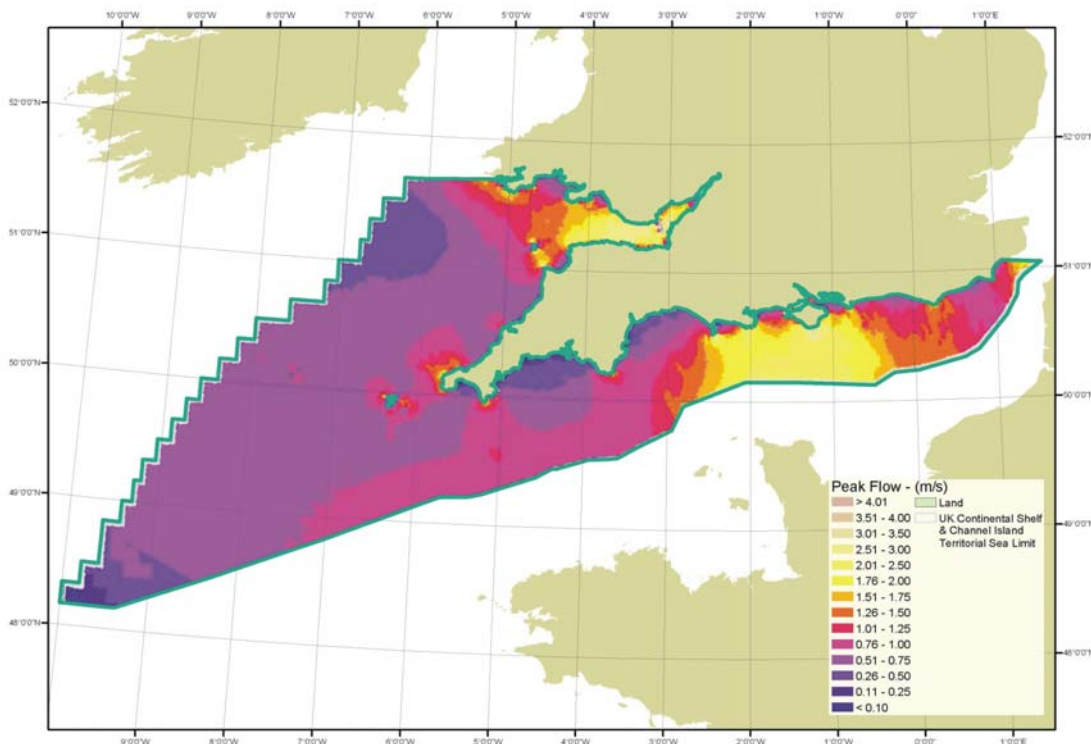 10°0'0"W 9°0'0"W 8°0'0"W 7°0'0"W 6°0'0"W 5°0'0"W 4°0'0"W 3°0'0"W 2°0'0"W 1°0'0"W 0°0'0" 1°0'0"E
52°0'0"N
52°0'0"N
51°0'0"N
51°0'0"N
50°0'0"N
50°0'0"N
49°0'0"N
49°0'0"N
48°0'0"N
48°0'0"N
Peak Flow - (m/s)
> 4.01
3.51 - 4.00
3.01 - 3.50
2.51 - 3.00
2.01 - 2.50
1.76 - 2.00
1.51 - 1.75
1.26 - 1.50
1.01 - 1.25
0.76 - 1.00
0.51 - 0.75
0.26 - 0.50
0.11 - 0.25
< 0.10
Land
UK Continental Shelf
& Channel Island
Territorial Sea Limit
9°0'0"W 8°0'0"W 7°0'0"W 6°0'0"W 5°0'0"W 4°0'0"W 3°0'0"W 2°0'0"W 1°0'0"W 0°0'0" 1°0'0"E